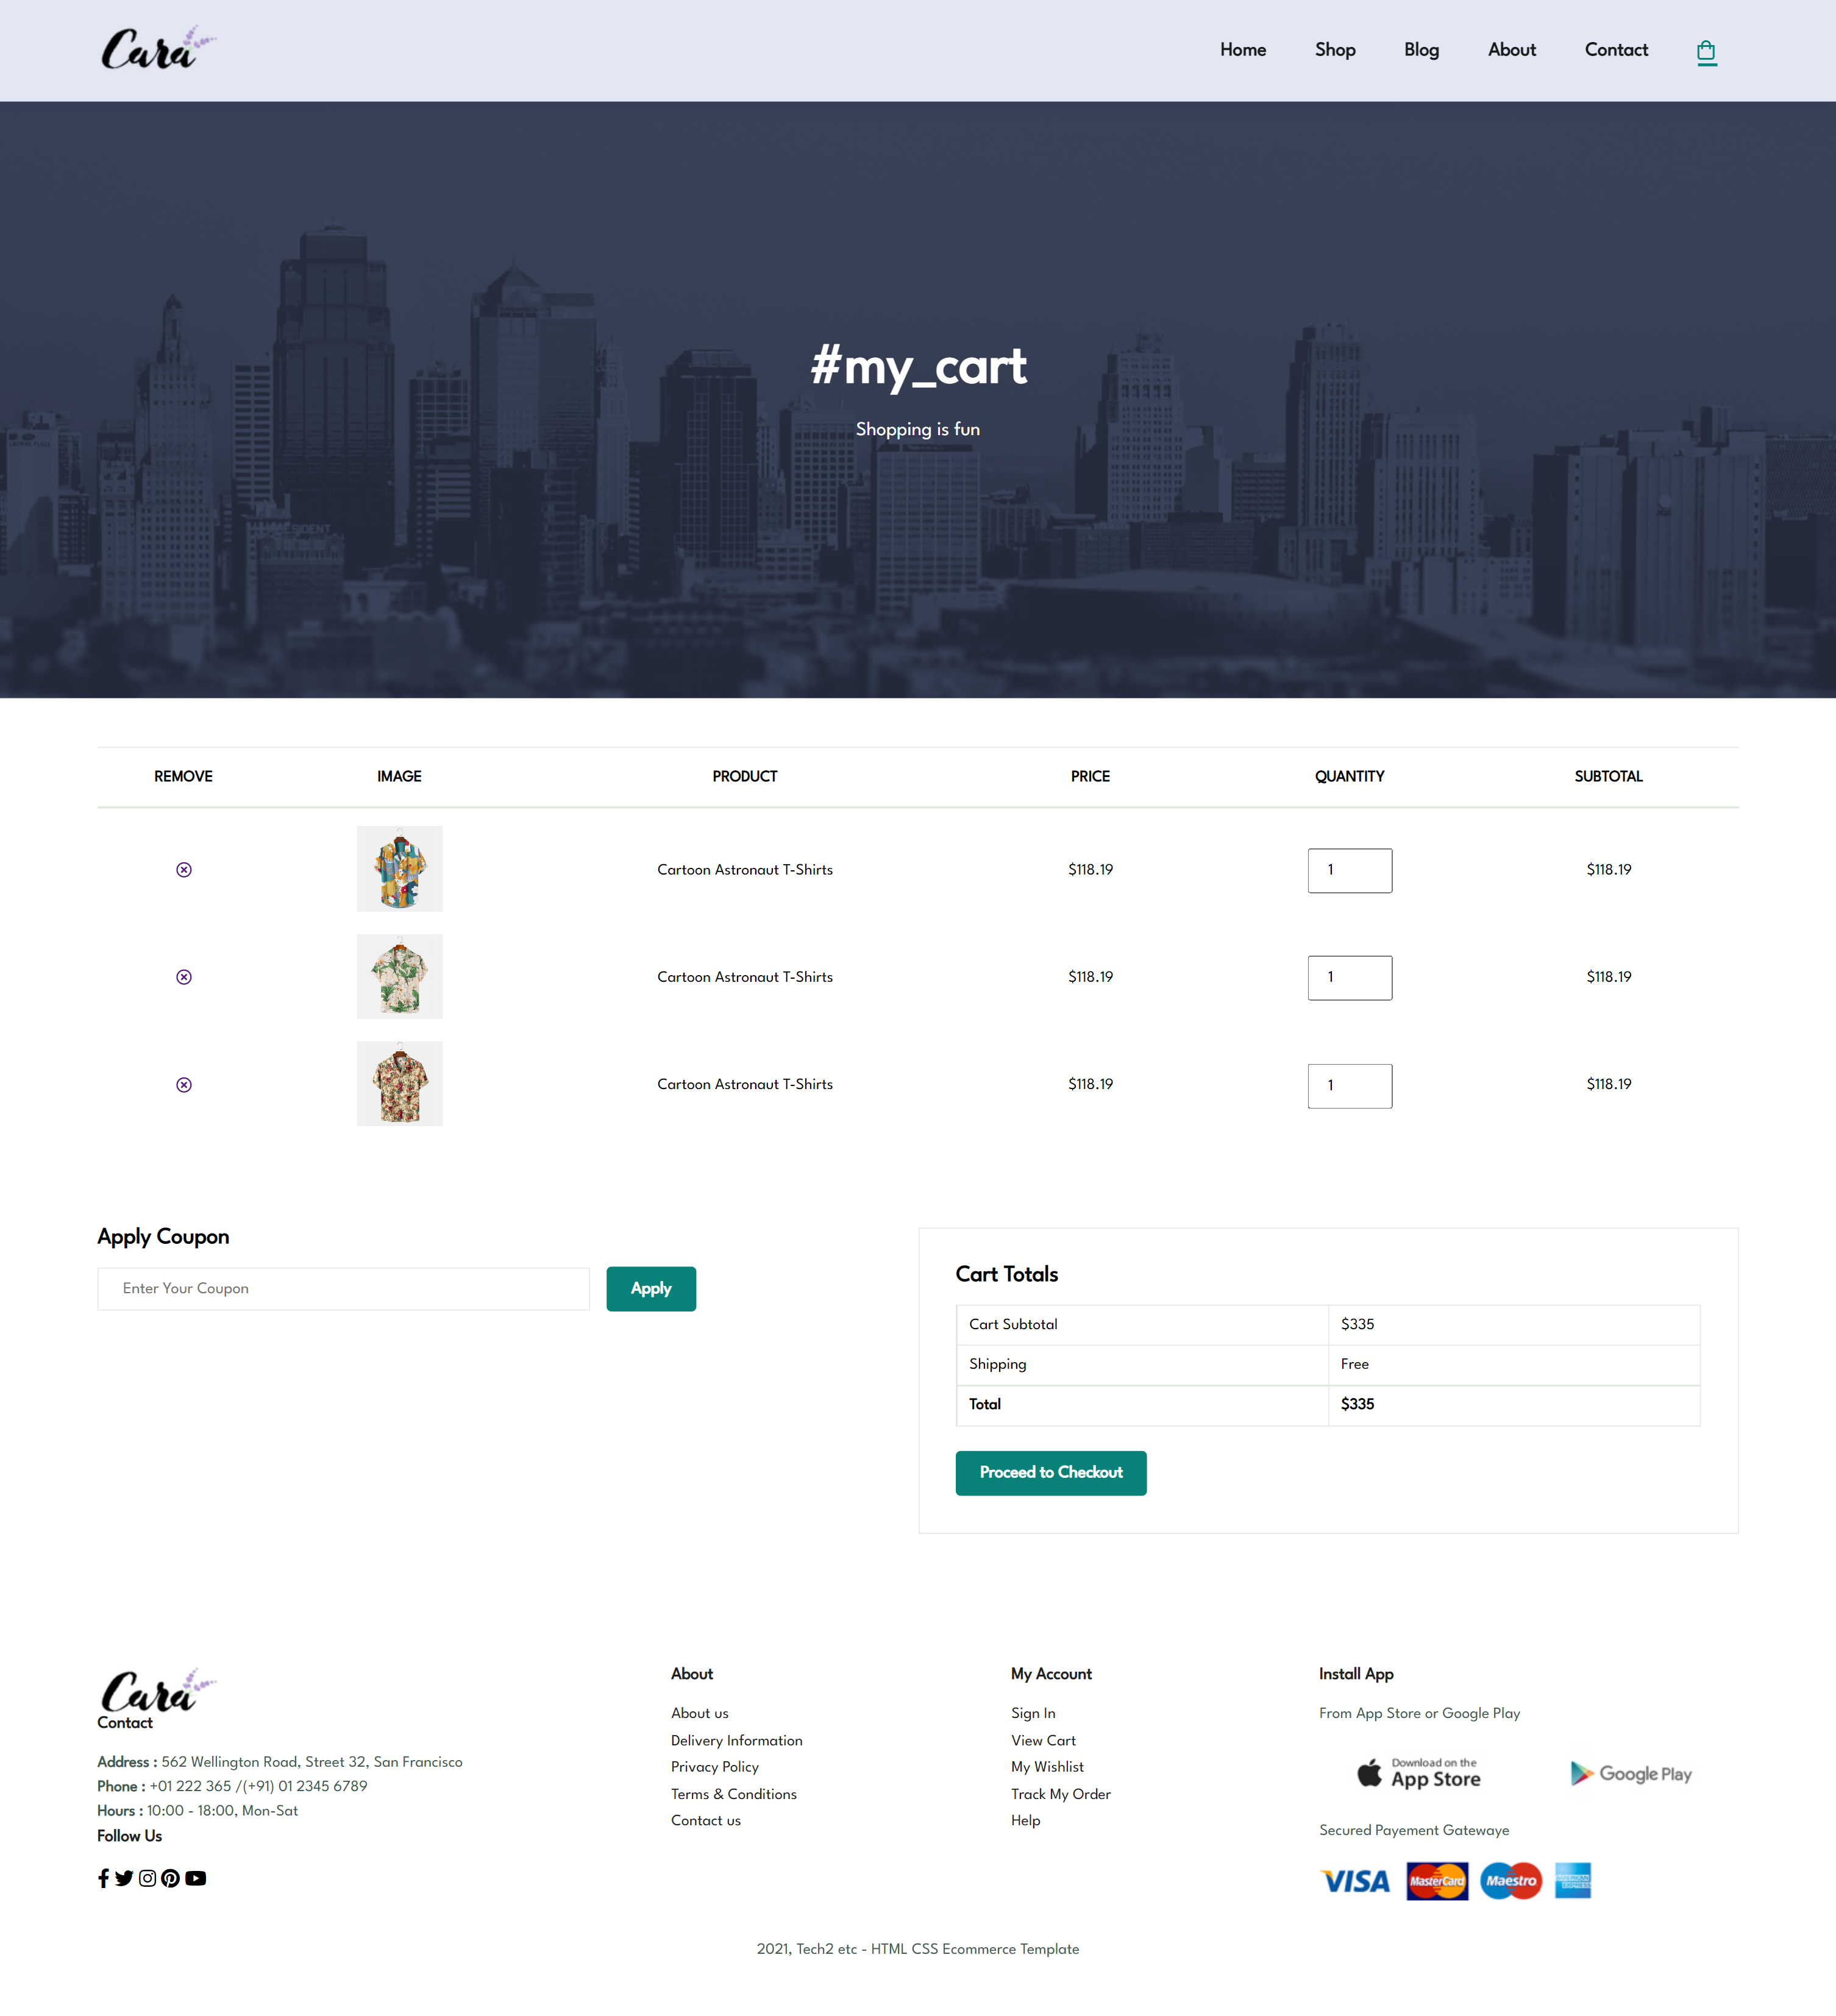 Cara
Home Shop Blog About Contact
#my_cart
Shopping is fun
REMOVE IMAGE PRODUCT PRICE QUANTITY SUBTOTAL
Cartoon Astronaut T-Shirts $118.19 1 $118.19
Cartoon Astronaut T-Shirts $118.19 1 $118.19
Cartoon Astronaut T-Shirts $118.19 1 $118.19
Apply Coupon
Enter Your Coupon Apply
Cart Totals
Cart Subtotal $335
Shipping Free
Total $335
Proceed to Checkout
Cara
Contact
Address : 562 Wellington Road, Street 32, San Francisco
Phone : +01 222 365 /(+91) 01 2345 6789
Hours : 10:00 - 18:00, Mon-Sat
Follow Us
About
About us
Delivery Information
Privacy Policy
Terms & Conditions
Contact us
My Account
Sign In
View Cart
My Wishlist
Track My Order
Help
Install App
From App Store or Google Play
Download on the
App Store
Google Play
Secured Payement Gatewaye
VISA MasterCard Maestro AMERICAN EXPRESS
2021, Tech2 etc - HTML CSS Ecommerce Template